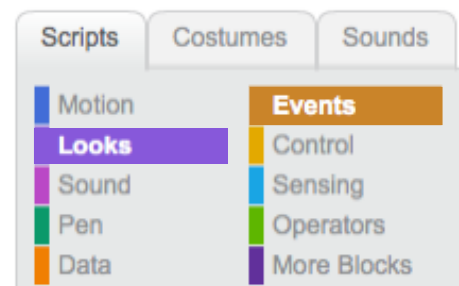 Scripts Costumes Sounds
Motion Events
Looks Control
Sound Sensing
Pen Operators
Data More Blocks